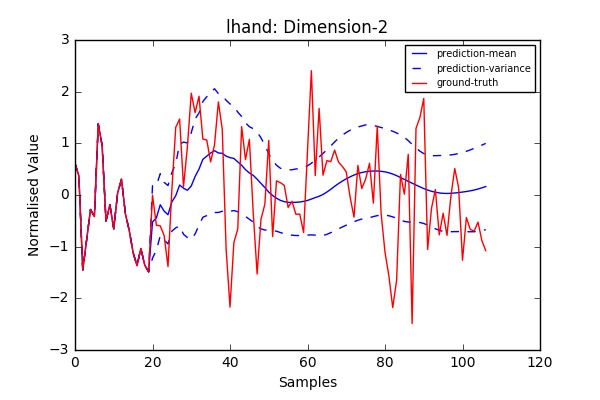 lhand: Dimension-2
prediction-mean
prediction-variance
ground-truth
Normalised Value
3
2
1
0
−1
−2
−3
0 20 40 60 80 100 120
Samples